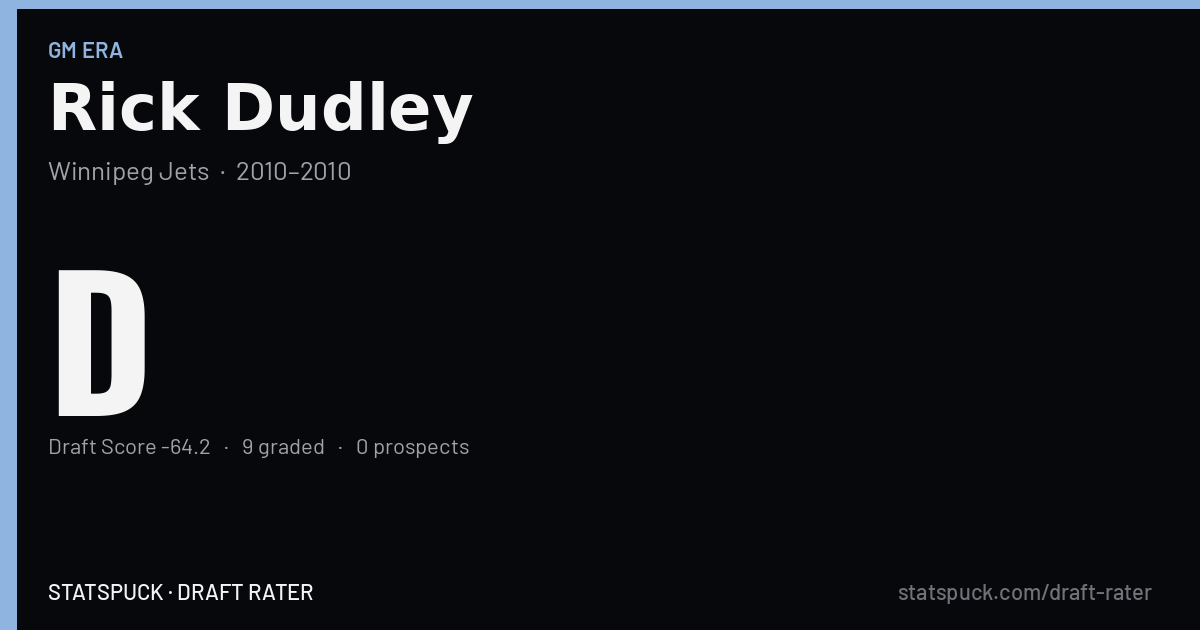 GM ERA
Rick Dudley
Winnipeg Jets · 2010–2010
D
Draft Score -64.2 · 9 graded · 0 prospects
STATSPUCK · DRAFT RATER
statspuck.com/draft-rater